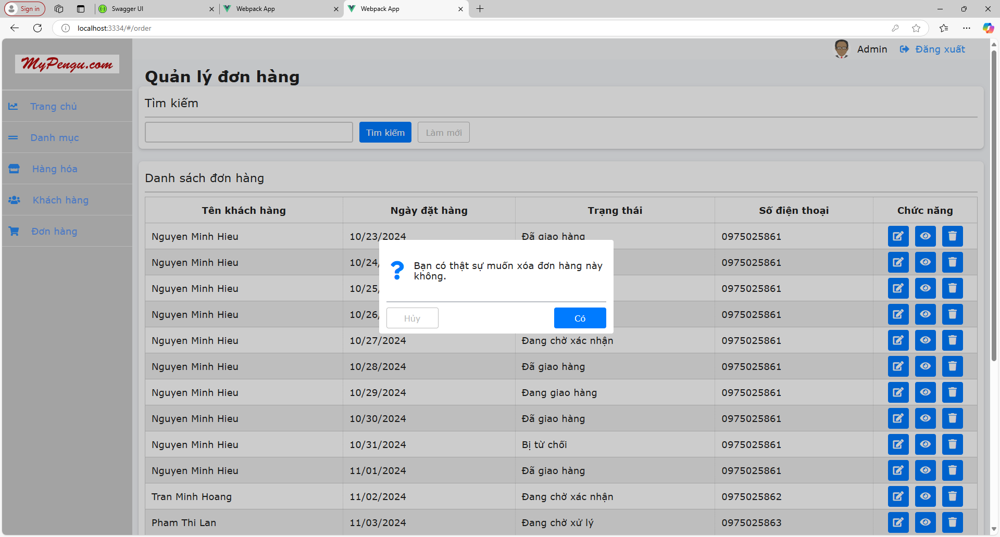 Sign in
Swagger UI
Webpack App
Webpack App
localhost:3334/#/order
MyPengu.com
Admin
Đăng xuất
Trang chủ
Danh mục
Hàng hóa
Khách hàng
Đơn hàng
Quản lý đơn hàng
Tìm kiếm
Tìm kiếm
Làm mới
Danh sách đơn hàng
Tên khách hàng Ngày đặt hàng Trạng thái Số điện thoại Chức năng
Nguyen Minh Hieu 10/23/2024 Đã giao hàng 0975025861
Nguyen Minh Hieu 10/24/ 0975025861
Nguyen Minh Hieu 10/25/ 0975025861
Nguyen Minh Hieu 10/26/ 0975025861
Nguyen Minh Hieu 10/27/2024 Đang chờ xác nhận 0975025861
Nguyen Minh Hieu 10/28/2024 Đã giao hàng 0975025861
Nguyen Minh Hieu 10/29/2024 Đang giao hàng 0975025861
Nguyen Minh Hieu 10/30/2024 Đã giao hàng 0975025861
Nguyen Minh Hieu 10/31/2024 Bị từ chối 0975025861
Nguyen Minh Hieu 11/01/2024 Đã giao hàng 0975025861
Tran Minh Hoang 11/02/2024 Đang chờ xác nhận 0975025862
Pham Thi Lan 11/03/2024 Đang chờ xử lý 0975025863
Bạn có thật sự muốn xóa đơn hàng này
không.
Hủy
Có